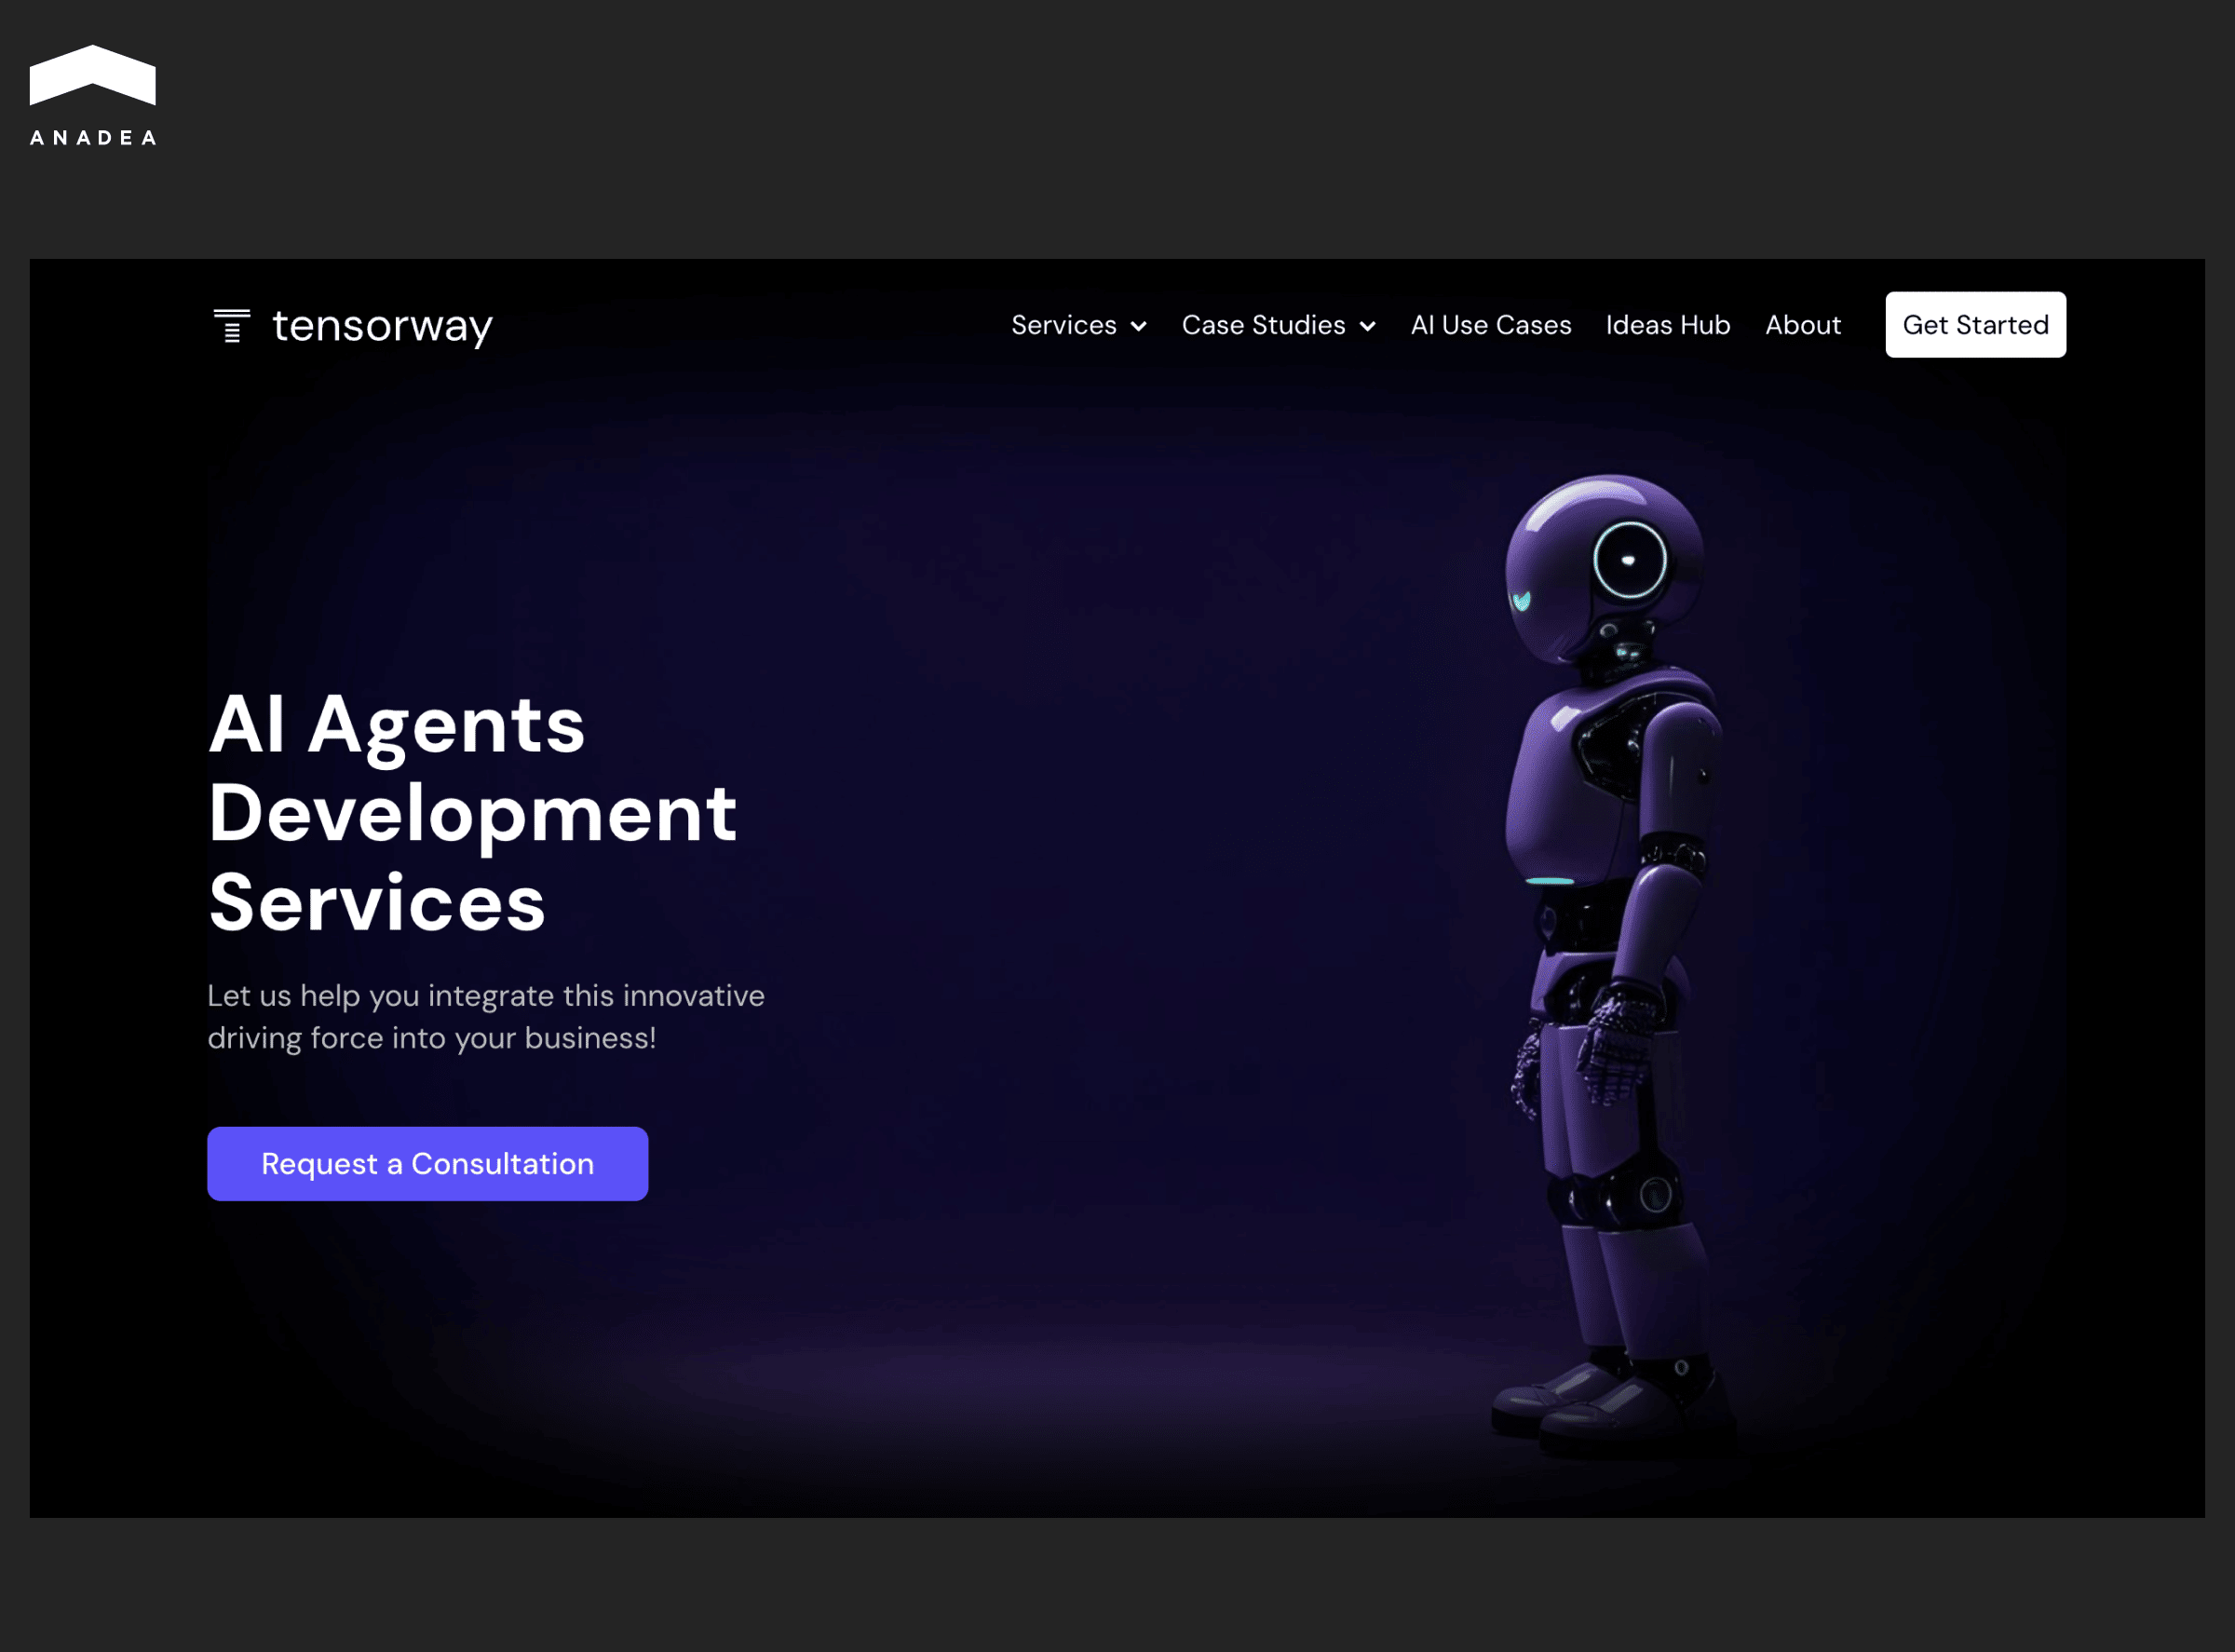 ANADEA
tensorway
Services
Case Studies
AI Use Cases
Ideas Hub
About
Get Started
AI Agents
Development
Services
Let us help you integrate this innovative
driving force into your business!
Request a Consultation